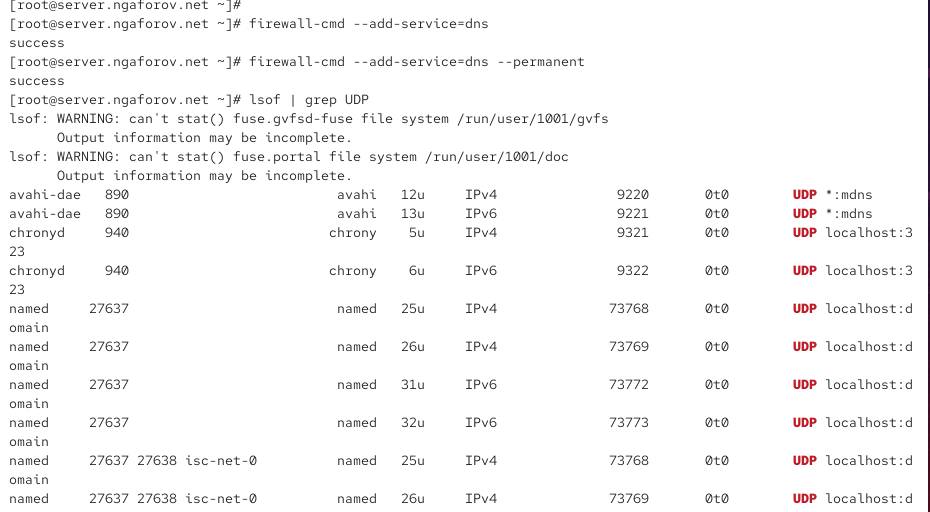 [root@server.ngaforov.net ~]#
[root@server.ngaforov.net ~]# firewall-cmd --add-service=dns
success
[root@server.ngaforov.net ~]# firewall-cmd --add-service=dns --permanent
success
[root@server.ngaforov.net ~]# lsof | grep UDP
lsof: WARNING: can't stat() fuse.gvfsd-fuse file system /run/user/1001/gvfs
      Output information may be incomplete.
lsof: WARNING: can't stat() fuse.portal file system /run/user/1001/doc
      Output information may be incomplete.
avahi-dae   890                          avahi   12u     IPv4               9220       0t0        UDP *:mdns
avahi-dae   890                          avahi   13u     IPv6               9221       0t0        UDP *:mdns
chronyd     940                         chrony    5u     IPv4               9321       0t0        UDP localhost:3
23
chronyd     940                         chrony    6u     IPv6               9322       0t0        UDP localhost:3
23
named     27637                          named   25u     IPv4              73768       0t0        UDP localhost:d
omain
named     27637                          named   26u     IPv4              73769       0t0        UDP localhost:d
omain
named     27637                          named   31u     IPv6              73772       0t0        UDP localhost:d
omain
named     27637                          named   32u     IPv6              73773       0t0        UDP localhost:d
omain
named     27637 27638 isc-net-0          named   25u     IPv4              73768       0t0        UDP localhost:d
omain
named     27637 27638 isc-net-0          named   26u     IPv4              73769       0t0        UDP localhost:d